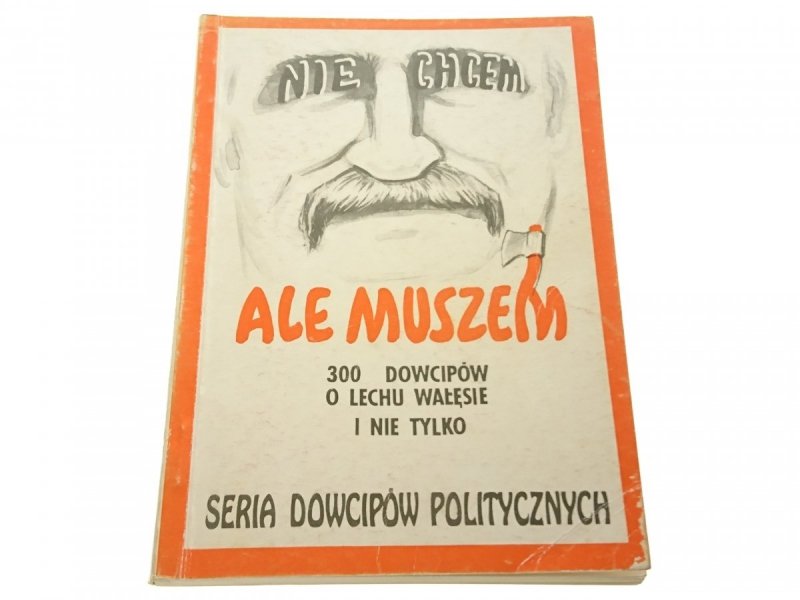 NIE CHCEM
ALE MUSZEM
300 DOWCIPÓW
O LECHU WAŁĘSIE
I NIE TYLKO
SERIA DOWCIPÓW POLITYCZNYCH